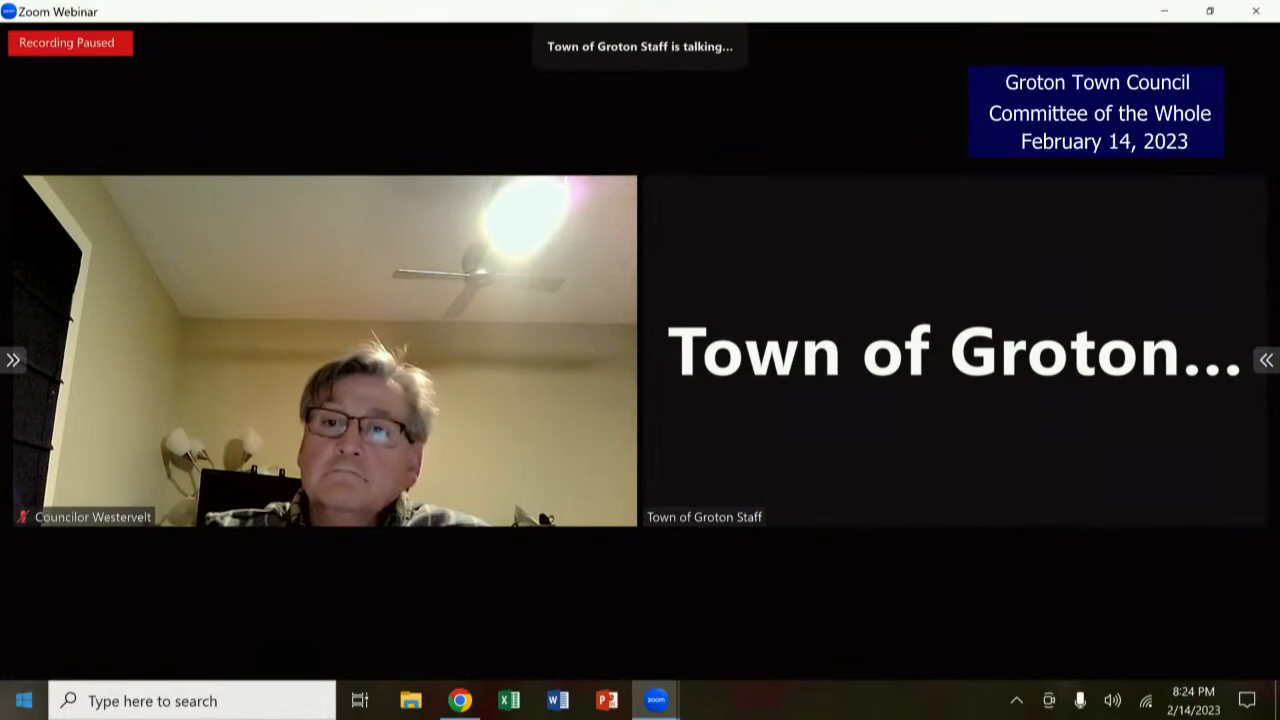 Zoom Webinar
Recording Paused
Town of Groton Staff is talking...
Groton Town Council
Committee of the Whole
February 14, 2023
Town of Groton...
Councilor Westervelt
Town of Groton Staff
Type here to search
zoom
8:24 PM
2/14/2023